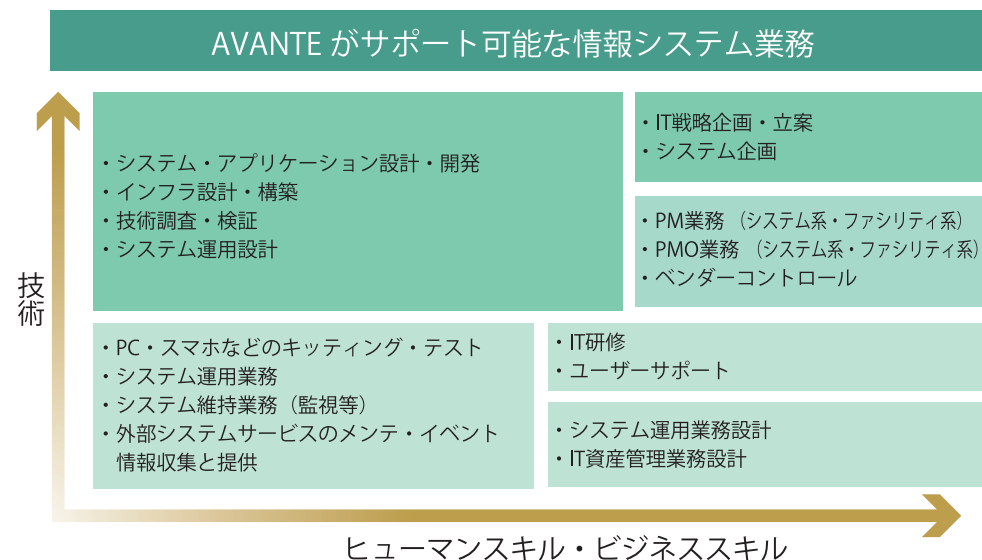 AVANTE がサポート可能な情報システム業務
・システム・アプリケーション設計・開発
・インフラ設計・構築
・技術調査・検証
・システム運用設計
・IT戦略企画・立案
・システム企画
・PM業務（システム系・ファシリティ系）
・PMO業務（システム系・ファシリティ系）
・ベンダーコントロール
技術
・PC・スマホなどのキッティング・テスト
・システム運用業務
・システム維持業務（監視等）
・外部システムサービスのメンテ・イベント
情報収集と提供
・IT研修
・ユーザーサポート
・システム運用業務設計
・IT資産管理業務設計
ヒューマンスキル・ビジネススキル